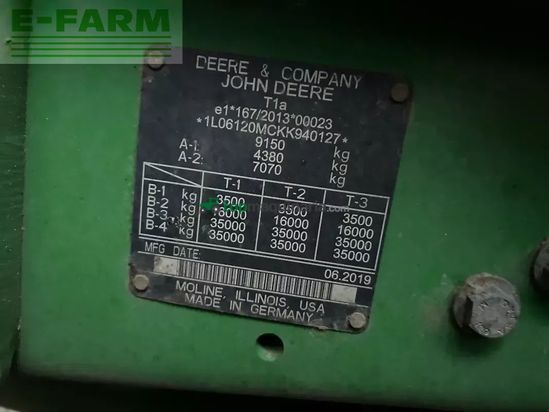 E-FARM
DEERE & COMPANY
JOHN DEERE
T1a
e1*167/2013*00023
*1L06120MCKK940127*
A-1: 9150 kg
A-2: 4380 kg
7070 kg
T-1 T-2 T-3
B-1 kg 3500 3500 3500
B-2 kg 16000 16000 16000
B-3 kg 35000 35000 35000
B-4 kg 35000 35000 35000
MFG DATE: 06.2019
MOLINE, ILLINOIS, USA
MADE IN GERMANY